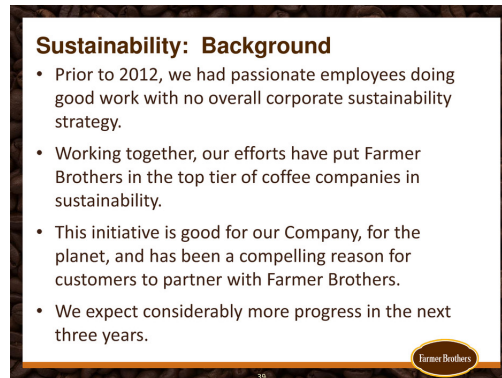 Sustainability: Background
• Prior to 2012, we had passionate employees doing
good work with no overall corporate sustainability
strategy.
• Working together, our efforts have put Farmer
Brothers in the top tier of coffee companies in
sustainability.
• This initiative is good for our Company, for the
planet, and has been a compelling reason for
customers to partner with Farmer Brothers.
• We expect considerably more progress in the next
three years.
Farmer Brothers
39